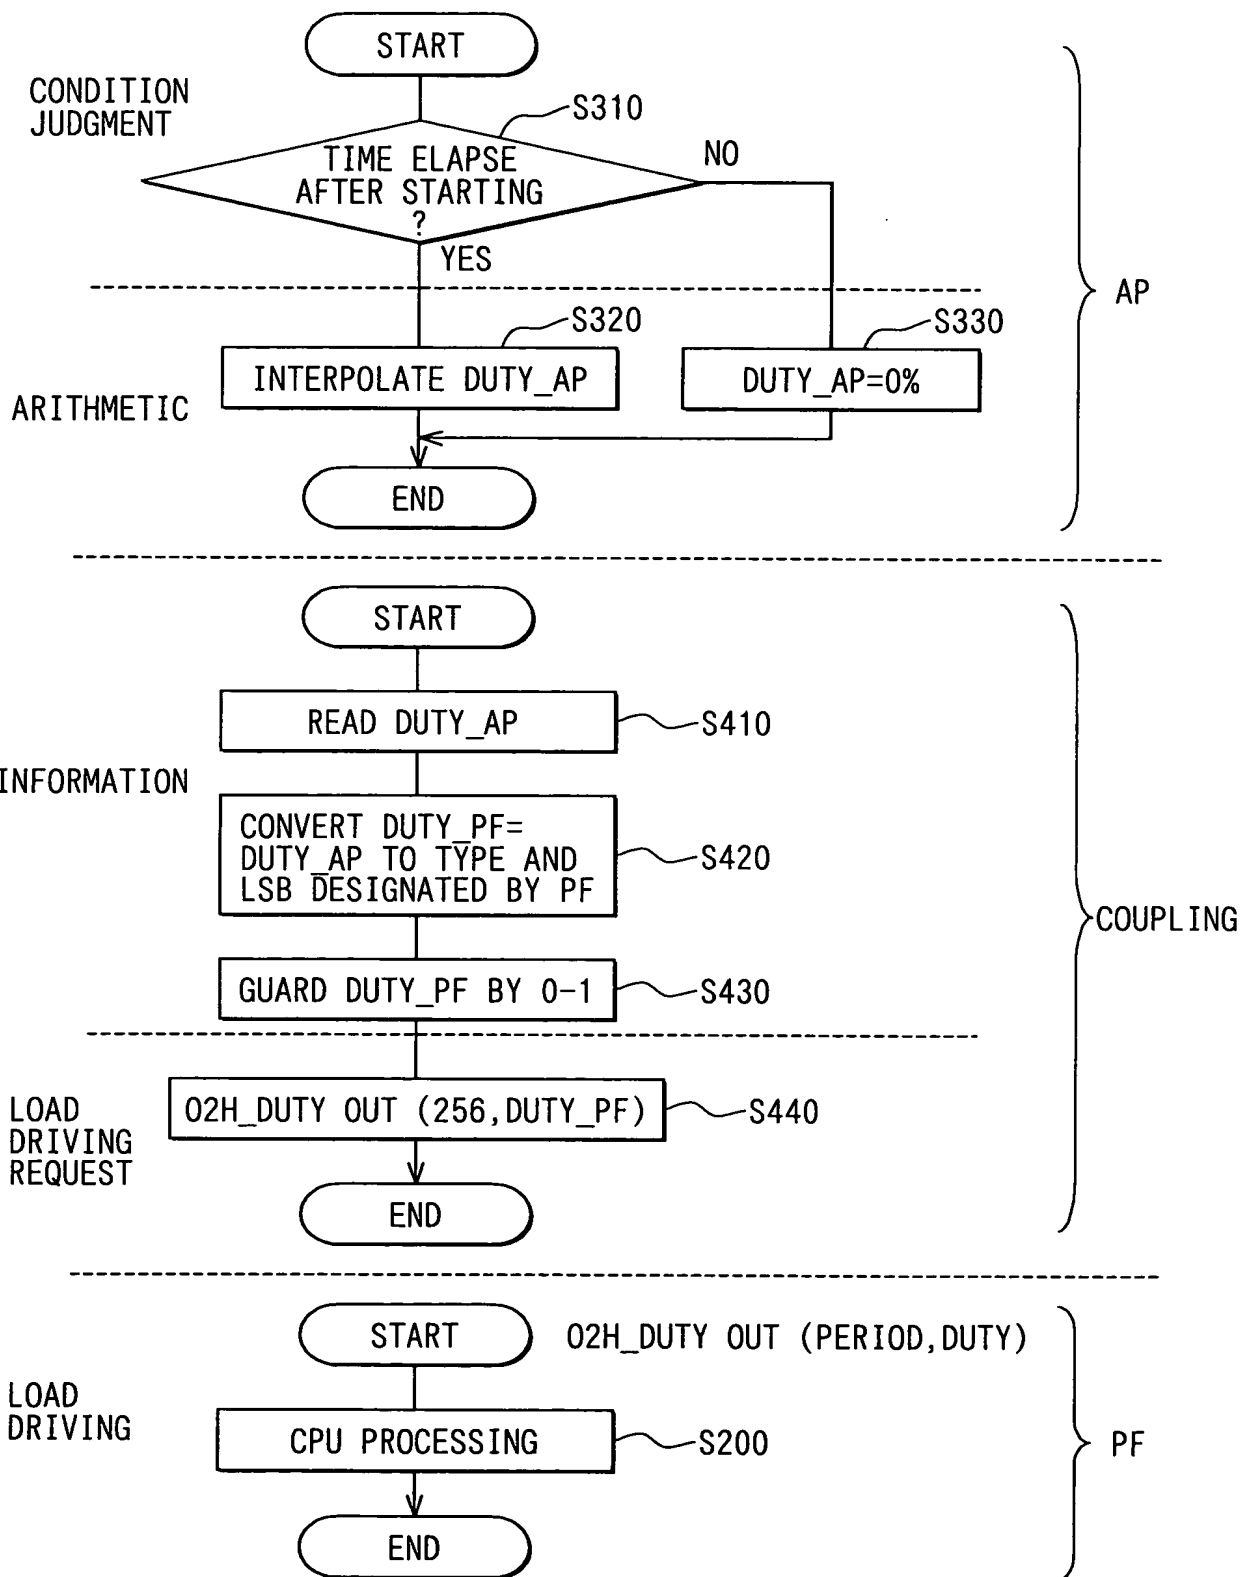 START
CONDITION
JUDGMENT
S310
TIME ELAPSE
AFTER STARTING
?
NO
YES
AP
S320
S330
INTERPOLATE DUTY_AP
DUTY_AP=0%
ARITHMETIC
END
START
READ DUTY_AP
S410
INFORMATION
CONVERT DUTY_PF=
DUTY_AP TO TYPE AND
LSB DESIGNATED BY PF
S420
COUPLING
GUARD DUTY_PF BY 0-1
S430
LOAD
DRIVING
REQUEST
O2H_DUTY OUT (256,DUTY_PF)
S440
END
START
O2H_DUTY OUT (PERIOD,DUTY)
LOAD
DRIVING
CPU PROCESSING
S200
PF
END